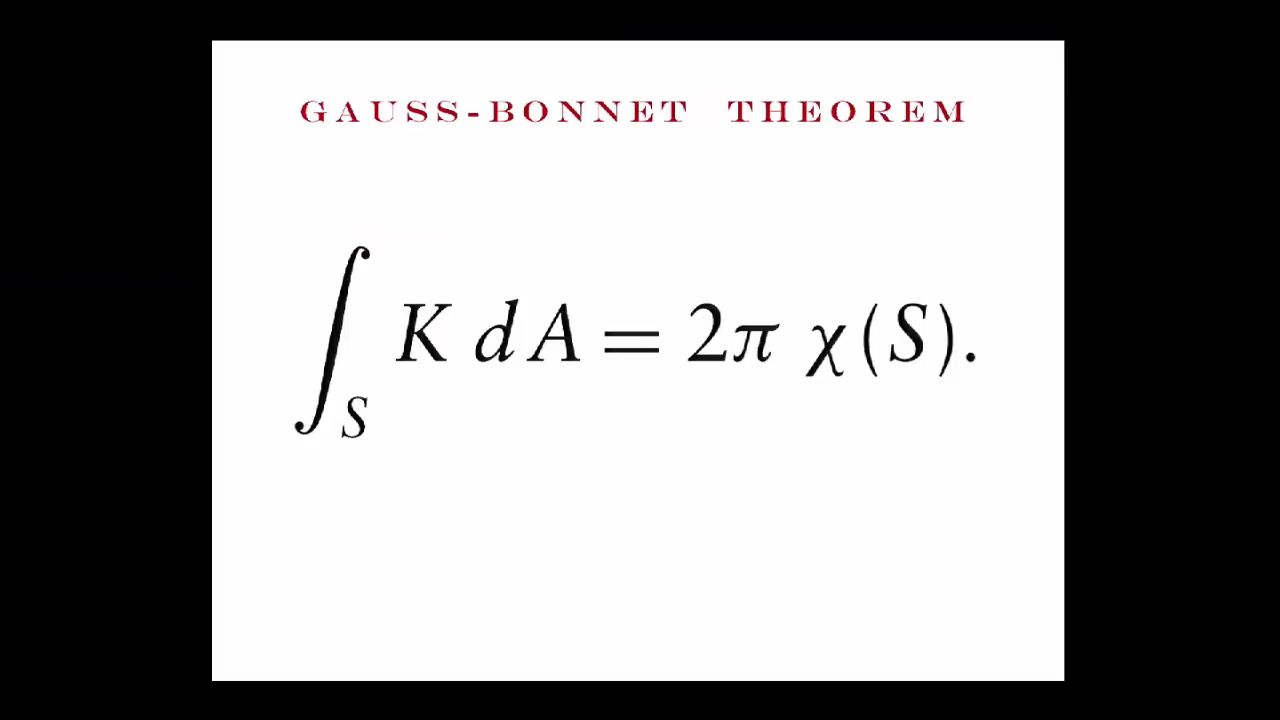 GAUSS-BONNET THEOREM
∫_S K dA = 2π χ(S).